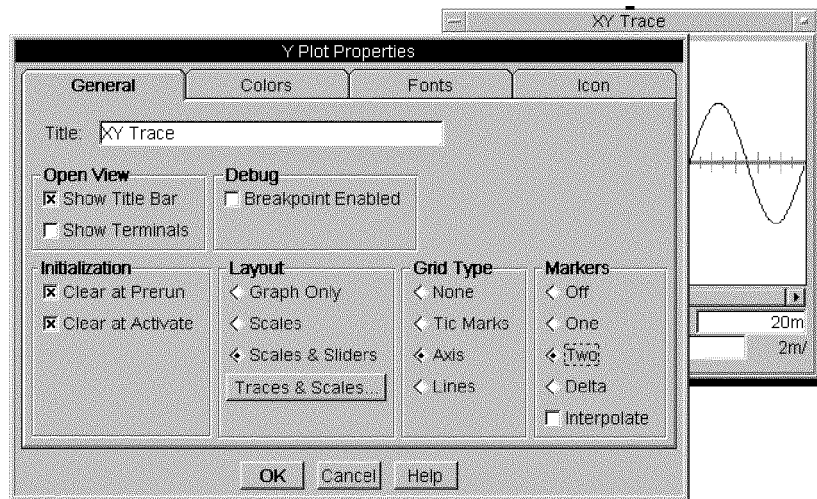 XY Trace
Y Plot Properties
General Colors Fonts Icon
Title: XY Trace
Open View Debug
Show Title Bar Breakpoint Enabled
Show Terminals
Initialization Layout Grid Type Markers
Clear at Prerun Graph Only None Off
Clear at Activate Scales Tic Marks One
Scales & Sliders Axis Two
Traces & Scales... Lines Delta
Interpolate
20m
2m/
OK Cancel Help